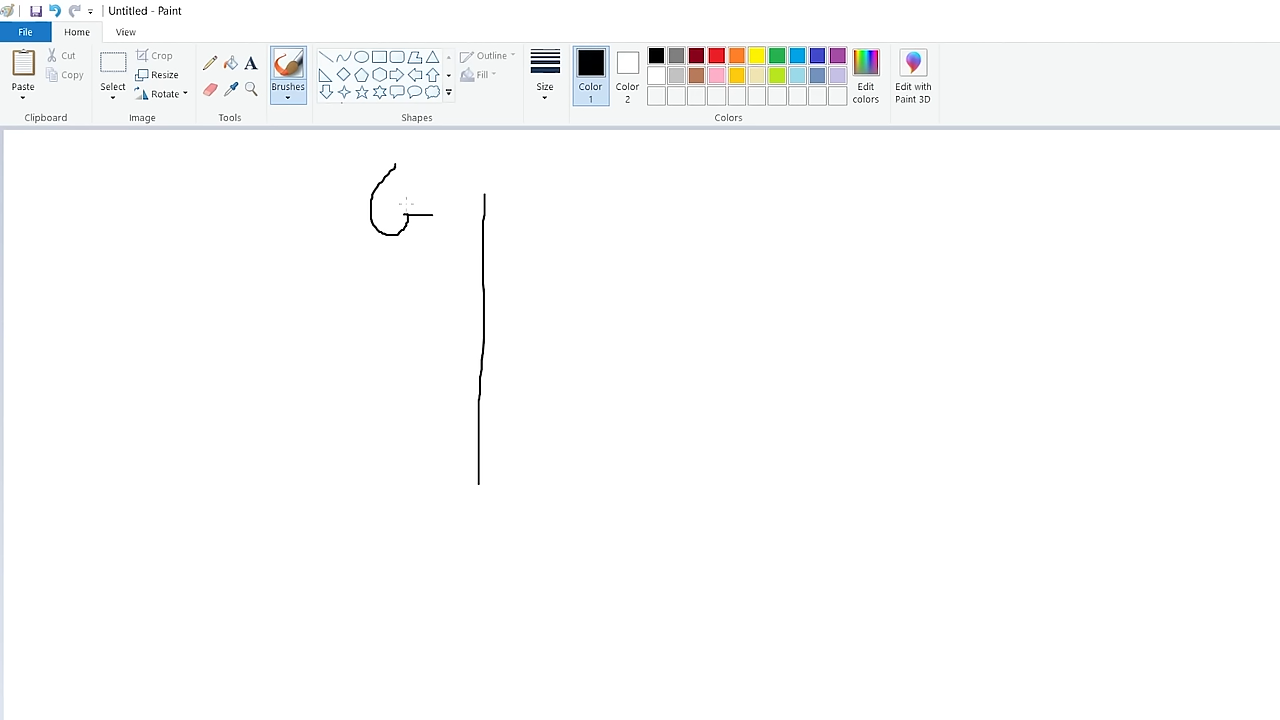 Untitled - Paint
File Home View
Paste Cut Copy Clipboard
Select Crop Resize Rotate Image
Tools
Brushes
Shapes Outline Fill
Size
Color 1 Color 2 Edit colors Colors
Edit with Paint 3D
G